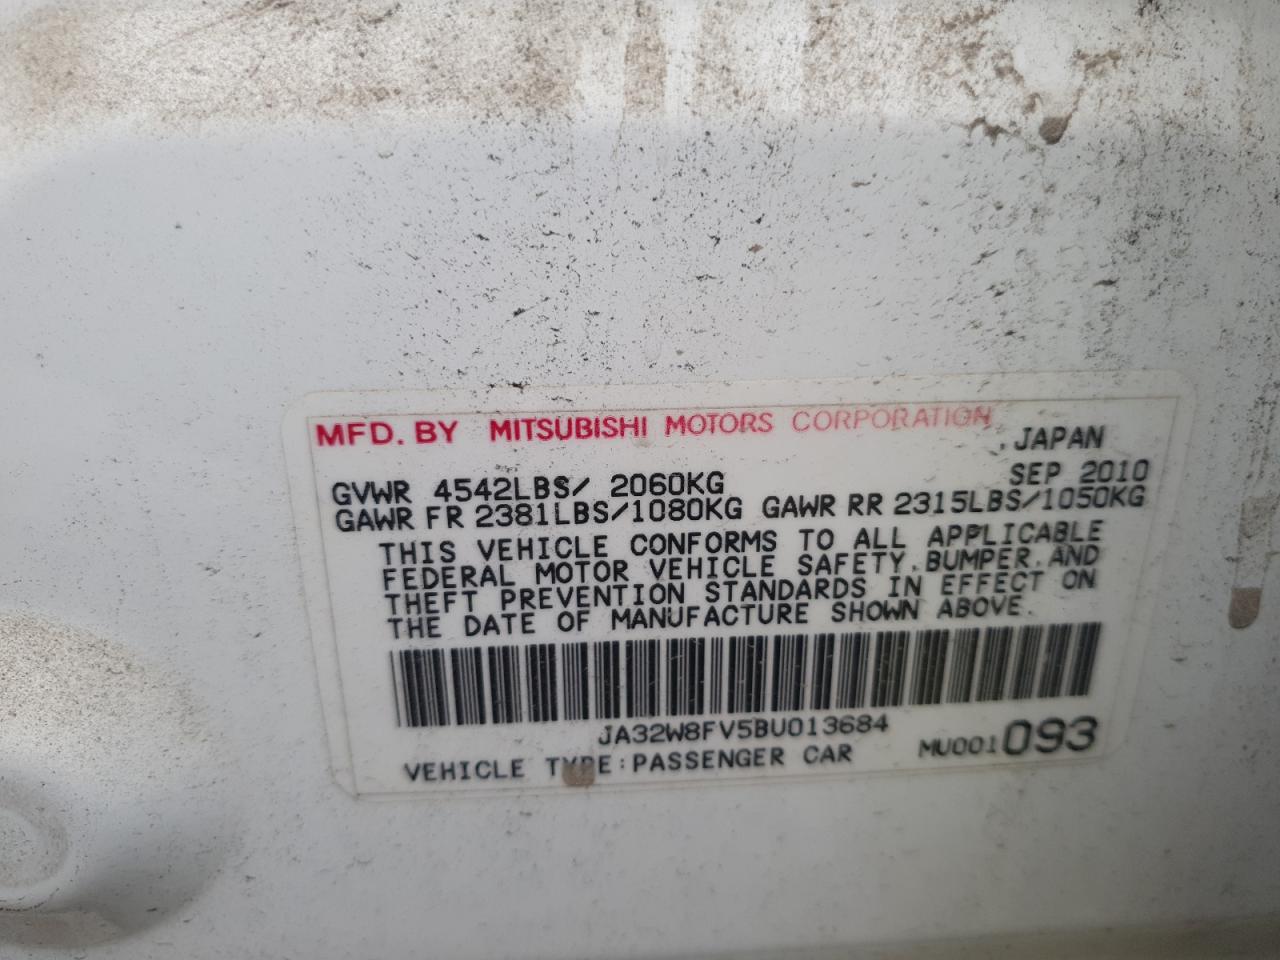 MFD. BY MITSUBISHI MOTORS CORPORATION
, JAPAN
SEP 2010
GVWR 4542LBS/ 2060KG
GAWR FR 2381LBS/1080KG GAWR RR 2315LBS/1050KG
THIS VEHICLE CONFORMS TO ALL APPLICABLE
FEDERAL MOTOR VEHICLE SAFETY, BUMPER, AND
THEFT PREVENTION STANDARDS IN EFFECT ON
THE DATE OF MANUFACTURE SHOWN ABOVE.
JA32W8FV5BU013684
VEHICLE TYPE:PASSENGER CAR MU001093